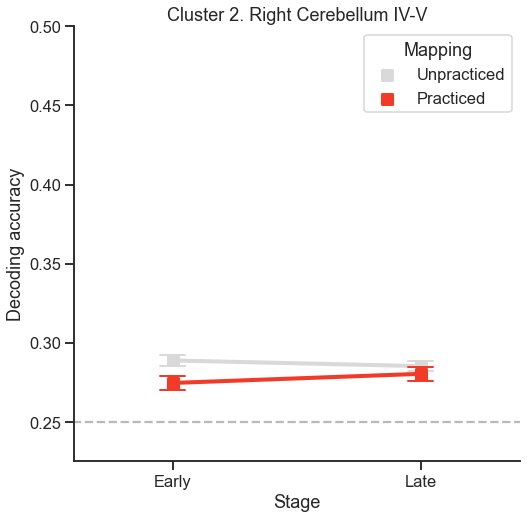 Cluster 2. Right Cerebellum IV-V
0.50
0.45
0.40
0.35
0.30
0.25
Decoding accuracy
Mapping
Unpracticed
Practiced
Early
Late
Stage